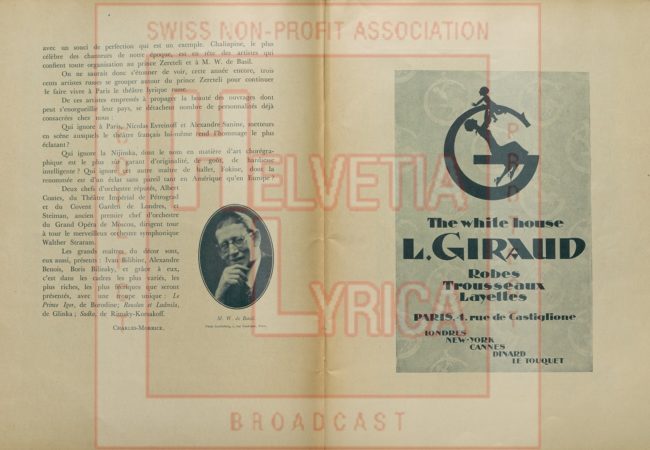 SWISS NON-PROFIT ASSOCIATION
avec un souci de perfection qui est un exemple. Chaliapine, le plus
célèbre des chanteurs de notre époque, est en tête des artistes qui
confient toute organisation au prince Zereteli et à M. W. de Basil.
On ne saurait donc s'étonner de voir, cette année encore, trois
cents artistes russes se grouper autour du prince Zereteli pour continuer
le faire vivre à Paris le théâtre lyrique russe.
De ces artistes empressés à propager la beauté des ouvrages dont
peut s'enorgueillir leur pays, se détachent nombre de personnalités déjà
consacrées chez nous :
Qui ignore à Paris, Nicolas Evreinoff et Alexandre Sanine, metteurs
en scène auxquels le théâtre français lui-même rend l'hommage le plus
éclatant ?
Qui ignore la Nijinska, dont le nom en matière d'art chorégra-
phique est le plus sûr garant d'originalité, de goût, de hardiesse
intelligente ? Qui ignore cet autre maître de ballet, Fokine, dont la
renommée est d'un éclat sans pareil tant en Amérique qu'en Europe ?
Deux chefs d'orchestre réputés, Albert
Coates, du Théâtre Impérial de Petrograd
et du Covent Garden de Londres, et
Steiman, ancien premier chef d'orchestre
du Grand Opéra de Moscou, dirigent tour
à tour le merveilleux orchestre symphonique
Walther Straram.
Les grands maîtres du décor sont,
eux aussi, présents : Ivan Bilibine, Alexandre
Benois, Boris Bilinsky, et grâce à eux,
c'est dans les cadres les plus variés, les
plus riches, les plus féériques que seront
présentés, avec une troupe unique : Le
Prince Igor, de Borodine; Rouslan et Ludmila,
de Glinka ; Sadko, de Rimsky-Korsakoff.
CHARLES-MORRICE.
M. W. de Basil.
HELVETIA
LYRICA
The white house
L. GIRAUD
Robes
Trousseaux
Layettes
PARIS, 4, rue de Castiglione
LONDRES
NEW-YORK
CANNES
DINARD
LE TOUQUET
BROADCAST